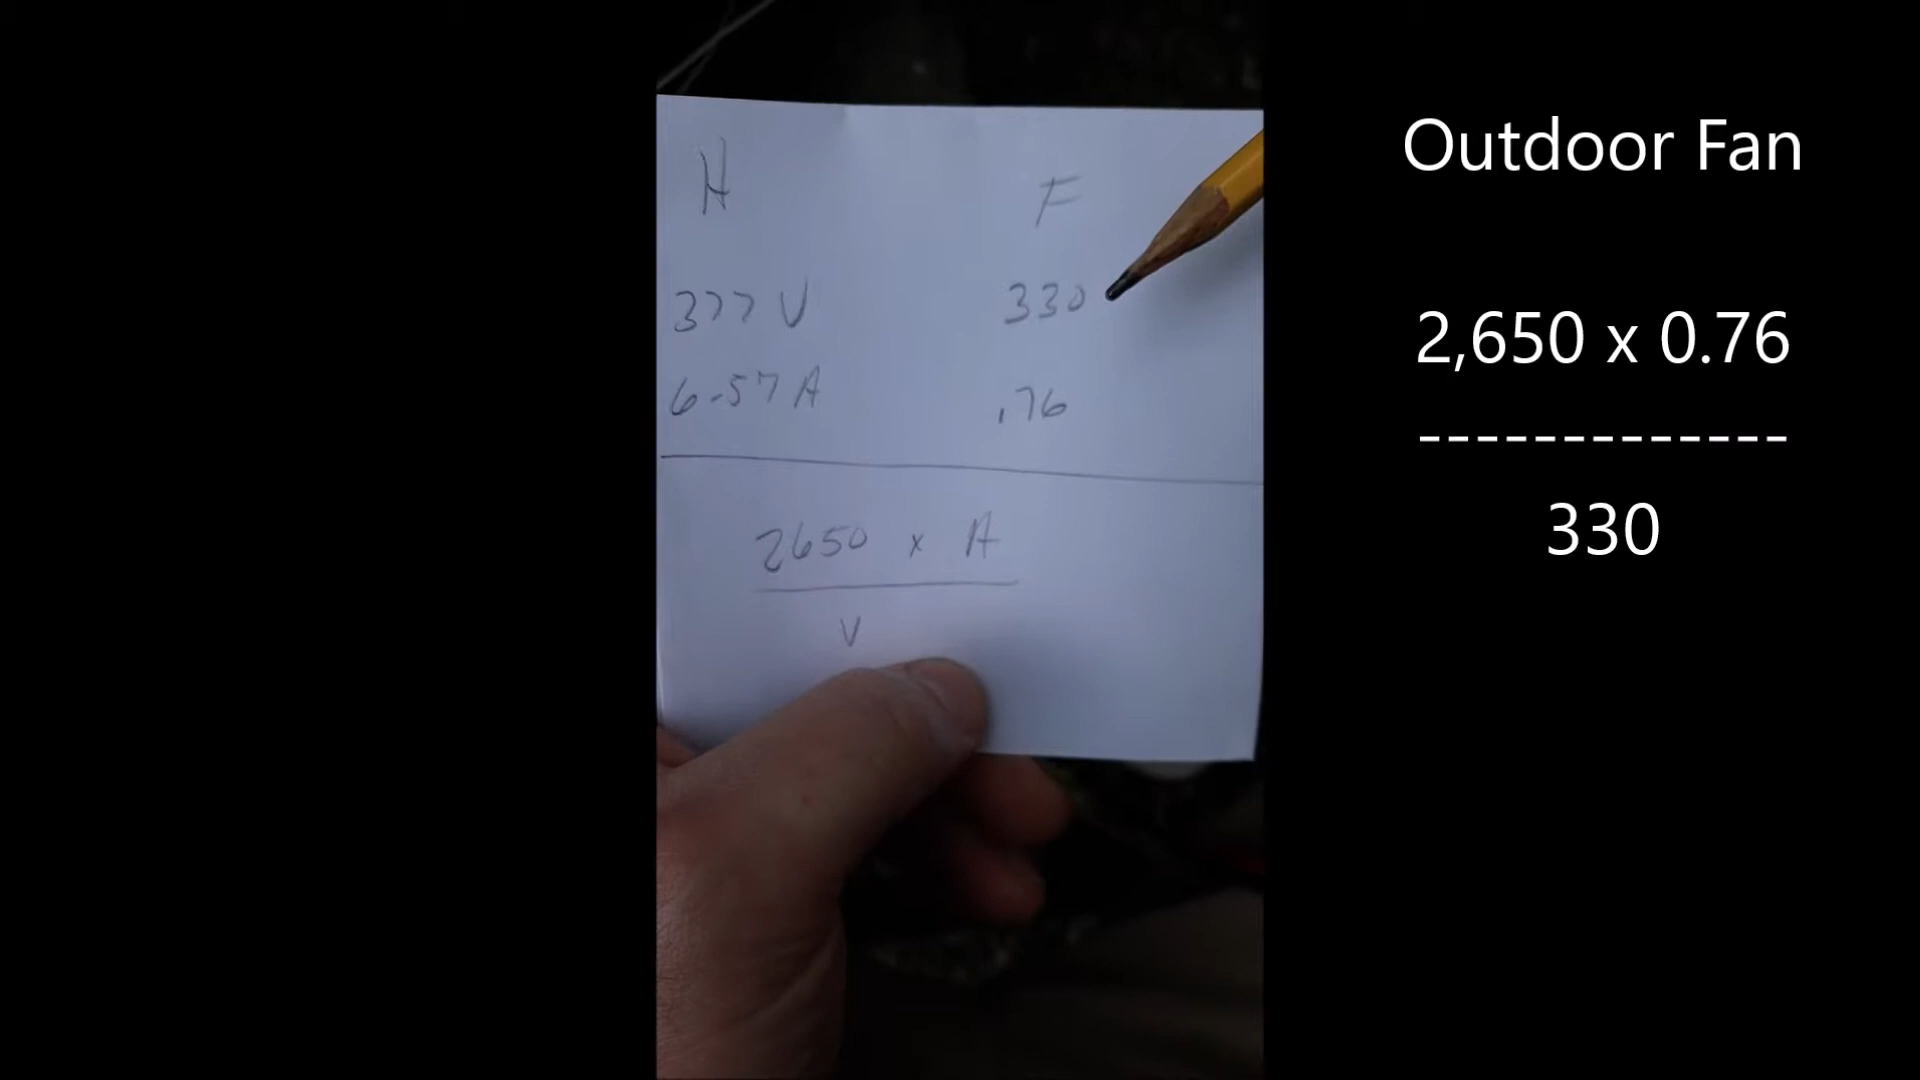 H F
377 V 330
6.57 A .76
2650 x A
V
Outdoor Fan
2,650 x 0.76
-------------
330